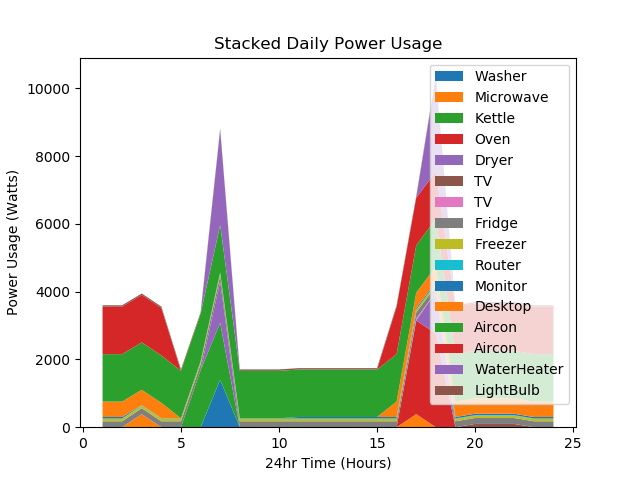 Stacked Daily Power Usage
Power Usage (Watts)
10000
8000
6000
4000
2000
0
Washer
Microwave
Kettle
Oven
Dryer
TV
TV
Fridge
Freezer
Router
Monitor
Desktop
Aircon
Aircon
WaterHeater
LightBulb
0 5 10 15 20 25
24hr Time (Hours)